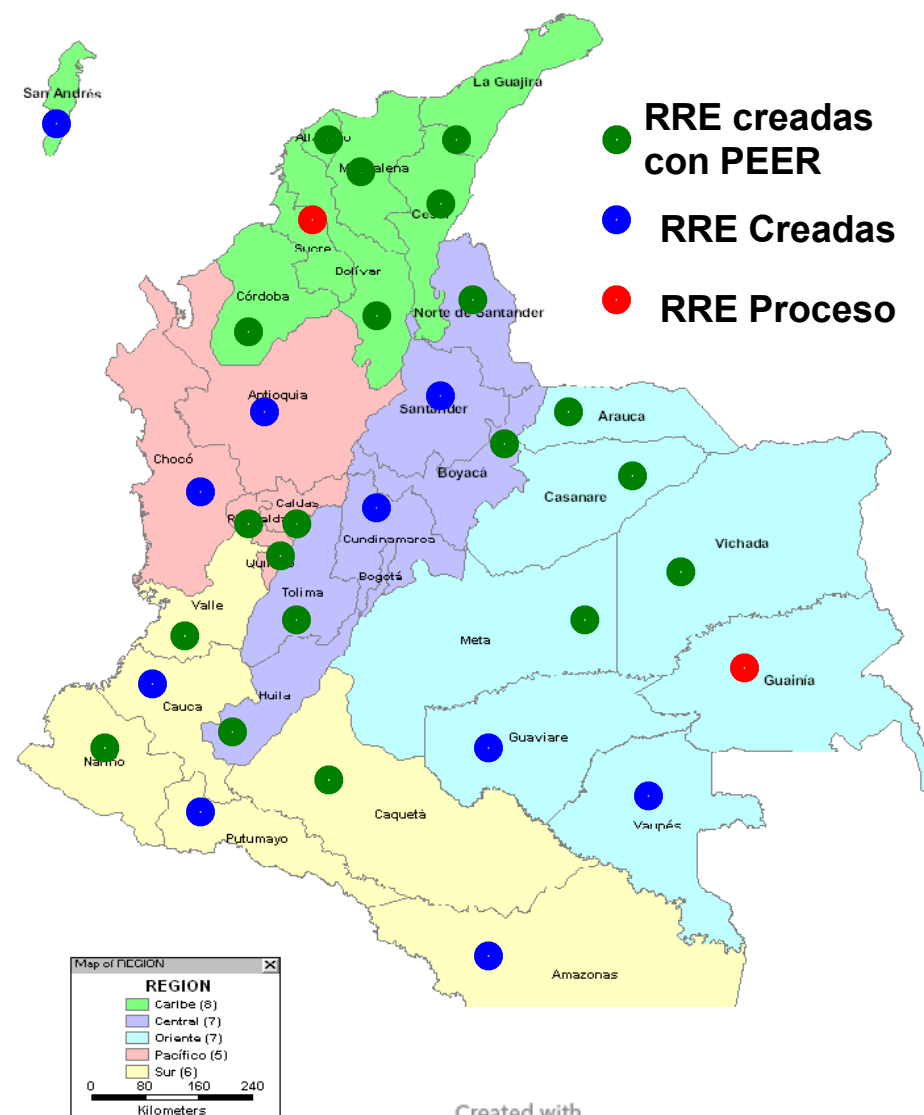 La Guajira
San Andrés
RRE creadas
con PEER
RRE Creadas
Sucre
Bolívar
Córdoba
Norte de Santander
RRE Proceso
Antioquia
Santander
Arauca
Chocó
Boyacá
Casanare
Caldas
Cundinamarca
Vichada
Bogotá
Tolima
Valle
Meta
Guainía
Huila
Cauca
Guaviare
Nariño
Caquetá
Vaupés
Putumayo
Amazonas
Map of REGION
REGION
Caribe (8)
Central (7)
Oriente (7)
Pacífico (5)
Sur (6)
0 80 160 240
Kilometers
Created with